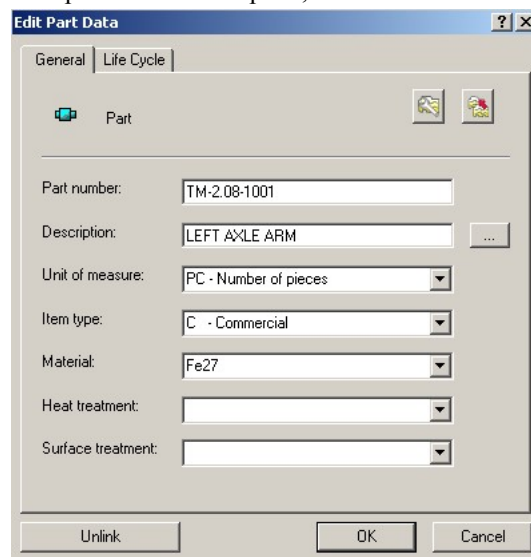 Edit Part Data
General Life Cycle
Part
Part number: TM-2.08-1001
Description: LEFT AXLE ARM ...
Unit of measure: PC - Number of pieces
Item type: C - Commercial
Material: Fe27
Heat treatment:
Surface treatment:
Unlink OK Cancel